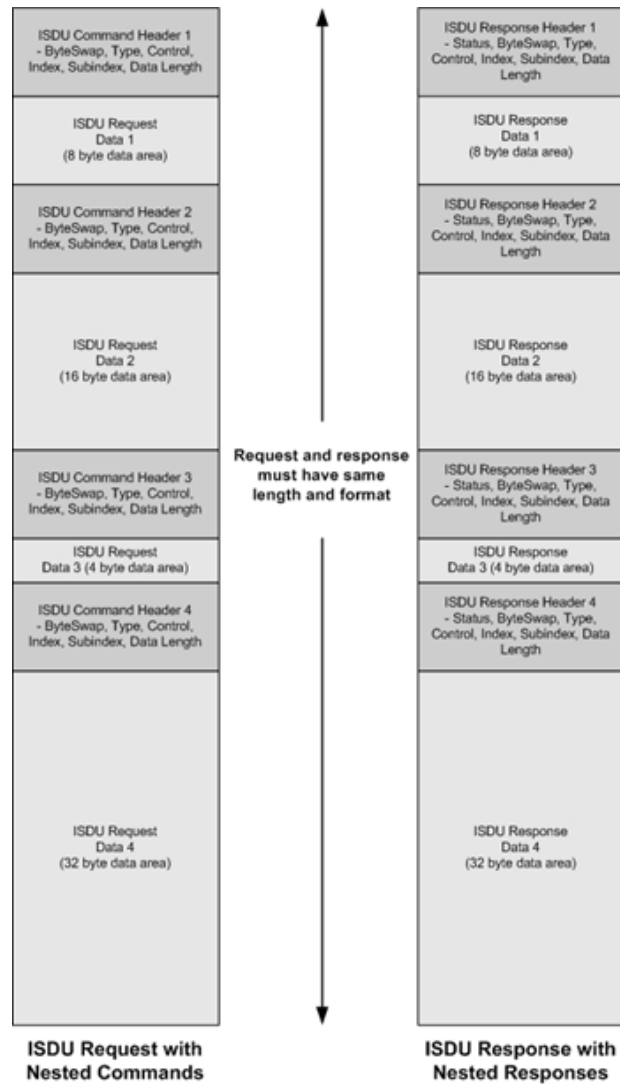 ISDU Command Header 1
- ByteSwap, Type, Control,
Index, Subindex, Data Length
ISDU Request
Data 1
(8 byte data area)
ISDU Command Header 2
- ByteSwap, Type, Control,
Index, Subindex, Data Length
ISDU Request
Data 2
(16 byte data area)
ISDU Command Header 3
- ByteSwap, Type, Control,
Index, Subindex, Data Length
ISDU Request
Data 3 (4 byte data area)
ISDU Command Header 4
- ByteSwap, Type, Control,
Index, Subindex, Data Length
ISDU Request
Data 4
(32 byte data area)
ISDU Request with
Nested Commands
Request and response
must have same
length and format
ISDU Response Header 1
- Status, ByteSwap, Type,
Control, Index, Subindex, Data
Length
ISDU Response
Data 1
(8 byte data area)
ISDU Response Header 2
- Status, ByteSwap, Type,
Control, Index, Subindex, Data
Length
ISDU Response
Data 2
(16 byte data area)
ISDU Response Header 3
- Status, ByteSwap, Type,
Control, Index, Subindex, Data
Length
ISDU Response
Data 3 (4 byte data area)
ISDU Response Header 4
- Status, ByteSwap, Type,
Control, Index, Subindex, Data
Length
ISDU Response
Data 4
(32 byte data area)
ISDU Response with
Nested Responses